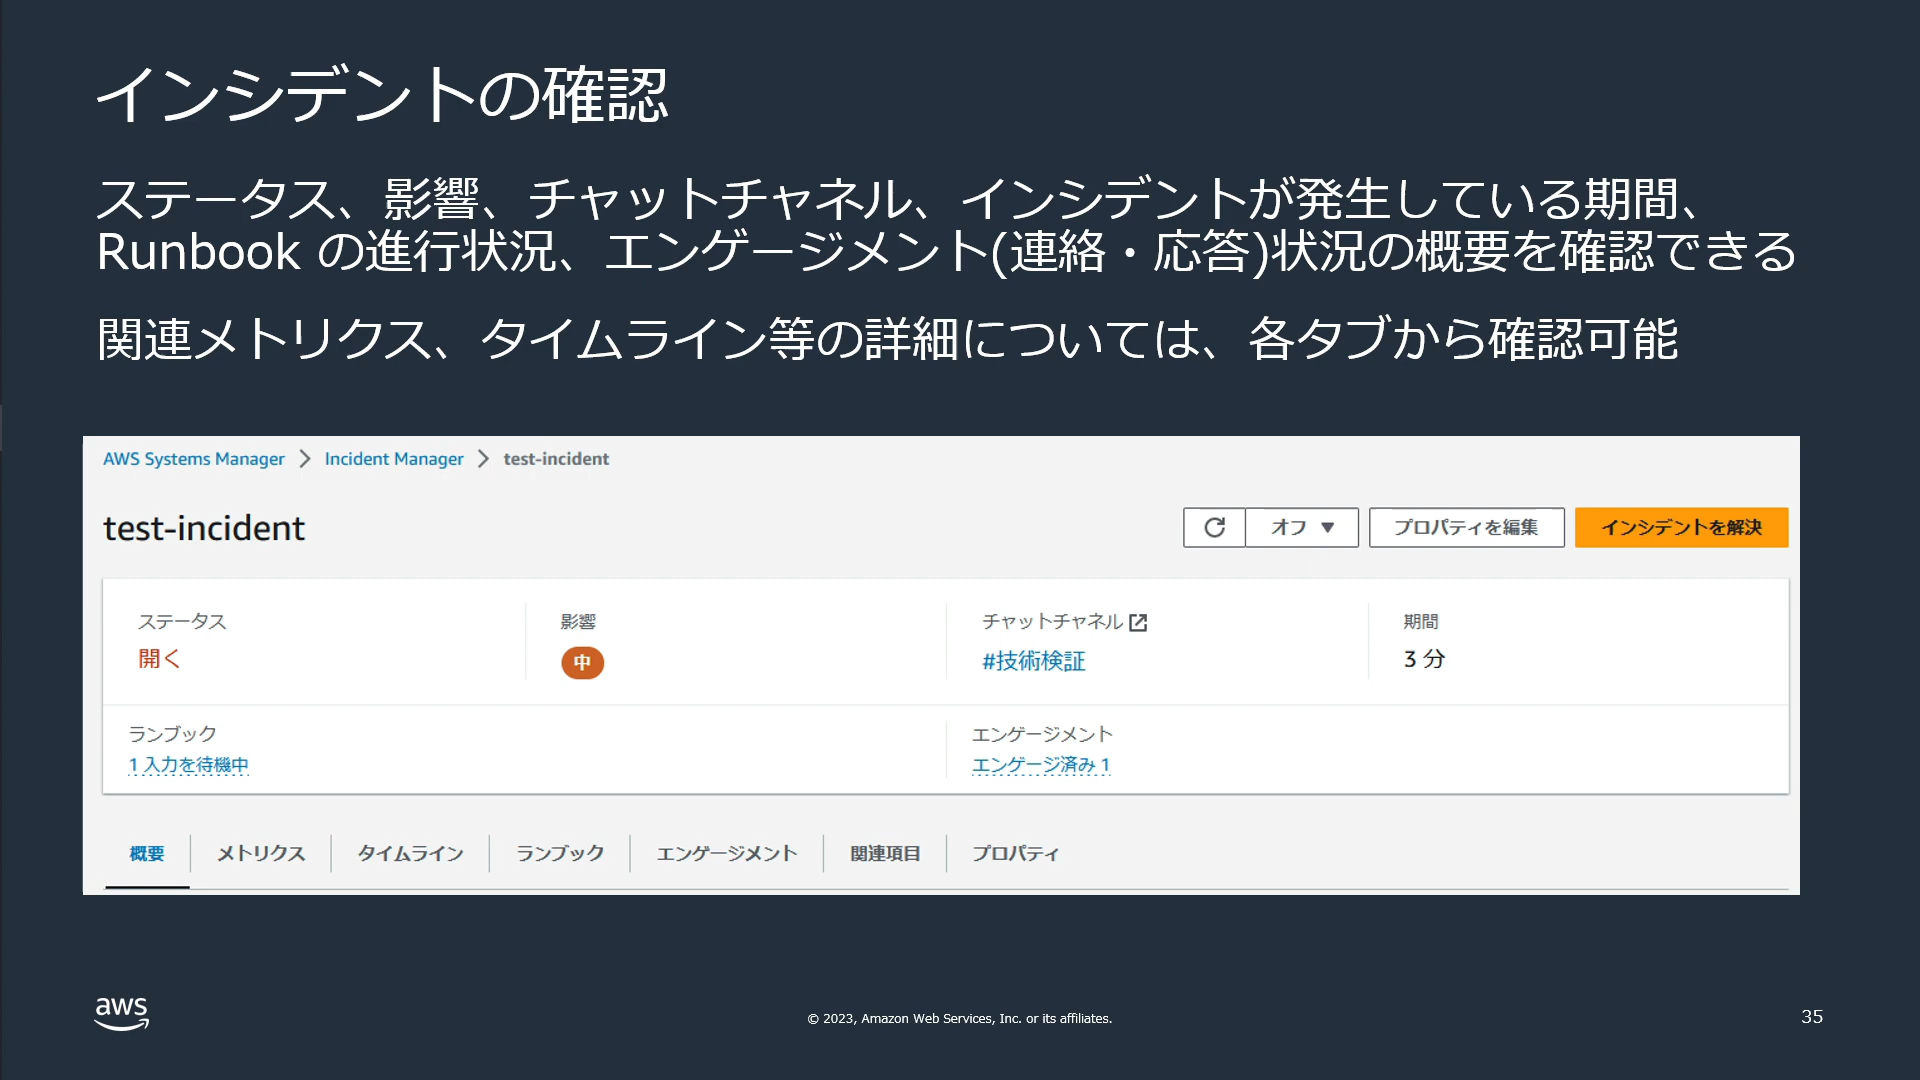 インシデントの確認
ステータス、影響、チャットチャネル、インシデントが発生している期間、
Runbook の進行状況、エンゲージメント(連絡・応答)状況の概要を確認できる
関連メトリクス、タイムライン等の詳細については、各タブから確認可能
AWS Systems Manager > Incident Manager > test-incident
test-incident オフ ▼ プロパティを編集 インシデントを解決
ステータス 影響 チャットチャネル 期間
開く 中 #技術検証 3 分
ランブック エンゲージメント
1 入力を待機中 エンゲージ済み 1
概要 メトリクス タイムライン ランブック エンゲージメント 関連項目 プロパティ
aws © 2023, Amazon Web Services, Inc. or its affiliates. 35